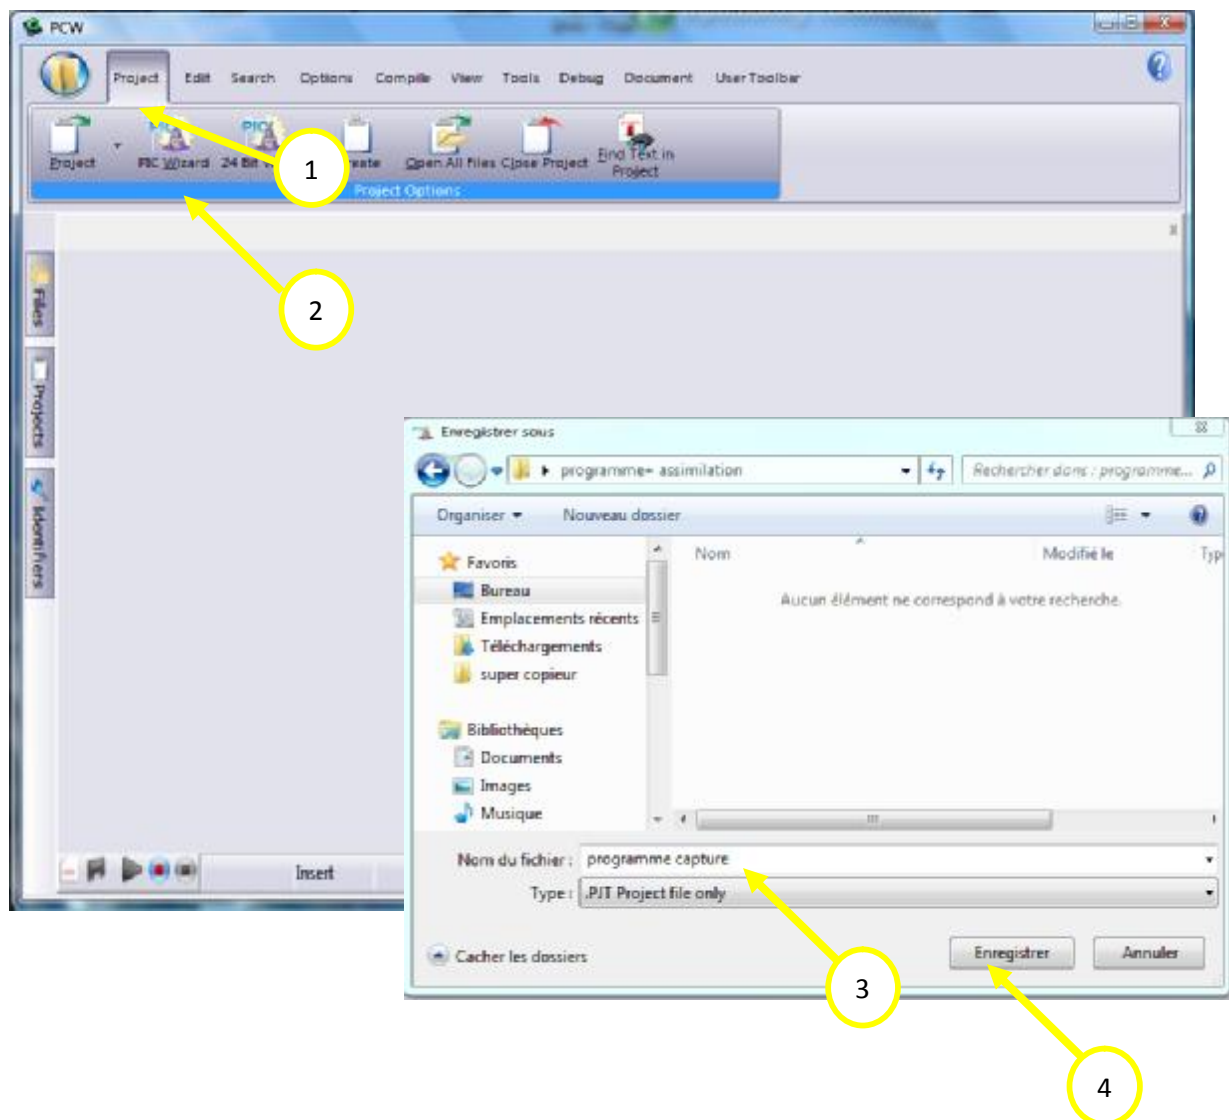 PCW
Project Edit Search Options Compile View Tools Debug Document User Toolbar
Project PIC Wizard 24 Bit Open All Files Close Project Find Text in
Project
Project Options
1
2
Files
Projects
Identifiers
Insert
Enregistrer sous
programme- assimilation
Rechercher dans : programme...
Organiser Nouveau dossier
Nom Modifié le Typ
Aucun élément ne correspond à votre recherche.
Favoris
Bureau
Emplacements récents
Téléchargements
super copieur
Bibliothèques
Documents
Images
Musique
Nom du fichier : programme capture
Type : .PJT Project file only
Cacher les dossiers
Enregistrer Annuler
3
4